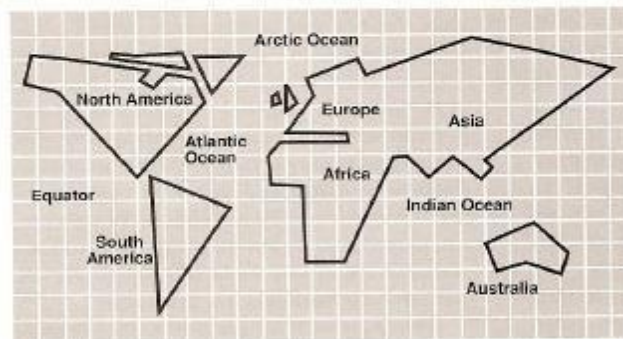 Arctic Ocean
North America
Europe
Asia
Atlantic
Ocean
Africa
Equator
Indian Ocean
South
America
Australia